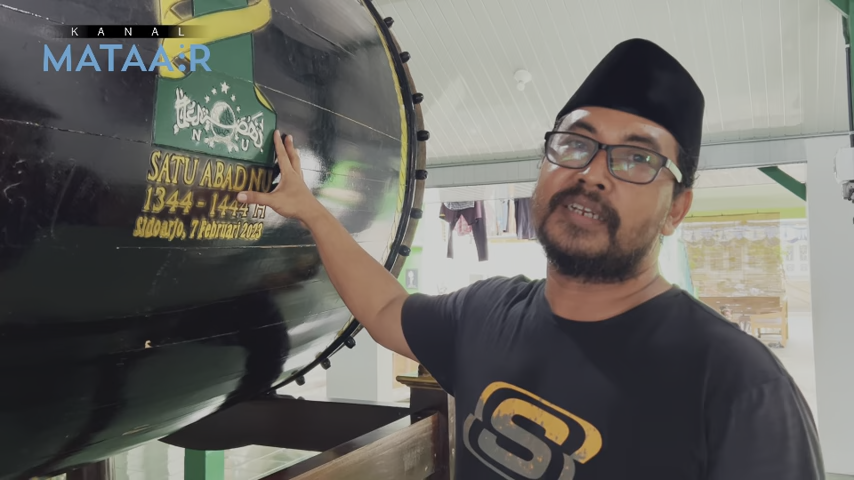 KANAL
MATAAIR
NU
SATU ABAD NU
1344 - 1444 H
Sidoarjo, 7 Februari 2023
S